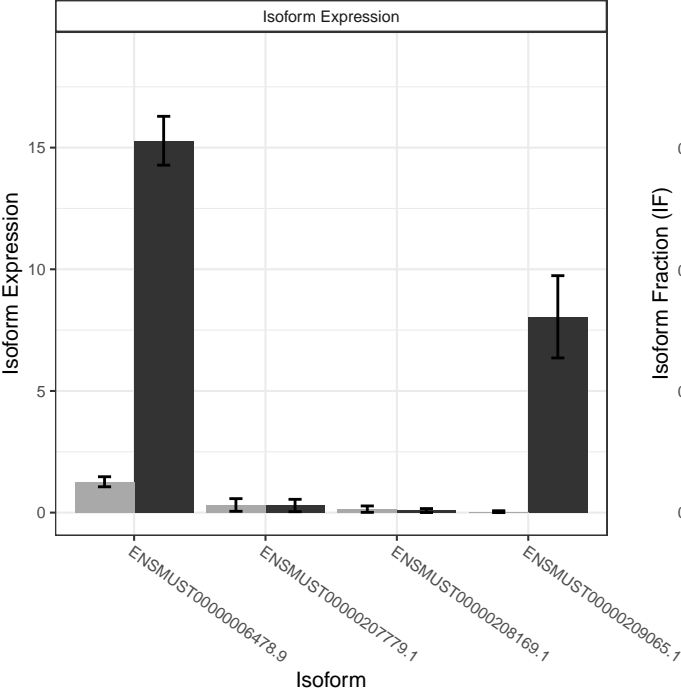 Isoform Expression
Isoform Expression
15
10
5
0
ENSMUST00000006478.9
ENSMUST00000207779.1
ENSMUST00000208169.1
ENSMUST00000209065.1
Isoform
Isoform Fraction (IF)